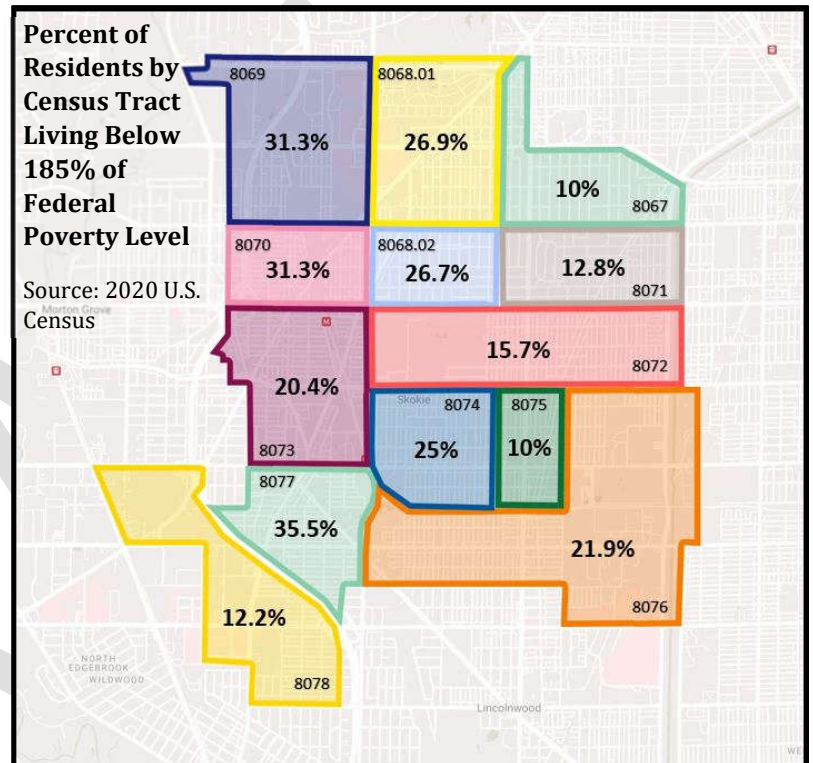 Percent of
Residents by
Census Tract
Living Below
185% of
Federal
Poverty Level
Source: 2020 U.S.
Census
8069
31.3%
8068.01
26.9%
10%
8067
8070
31.3%
8068.02
26.7%
12.8%
8071
Morton Grove
M
20.4%
8073
15.7%
8072
Skokie
8074
25%
8075
10%
8077
35.5%
21.9%
8076
12.2%
8078
NORTH
EDGEBROOK
WILDWOOD
Lincolnwood
WE